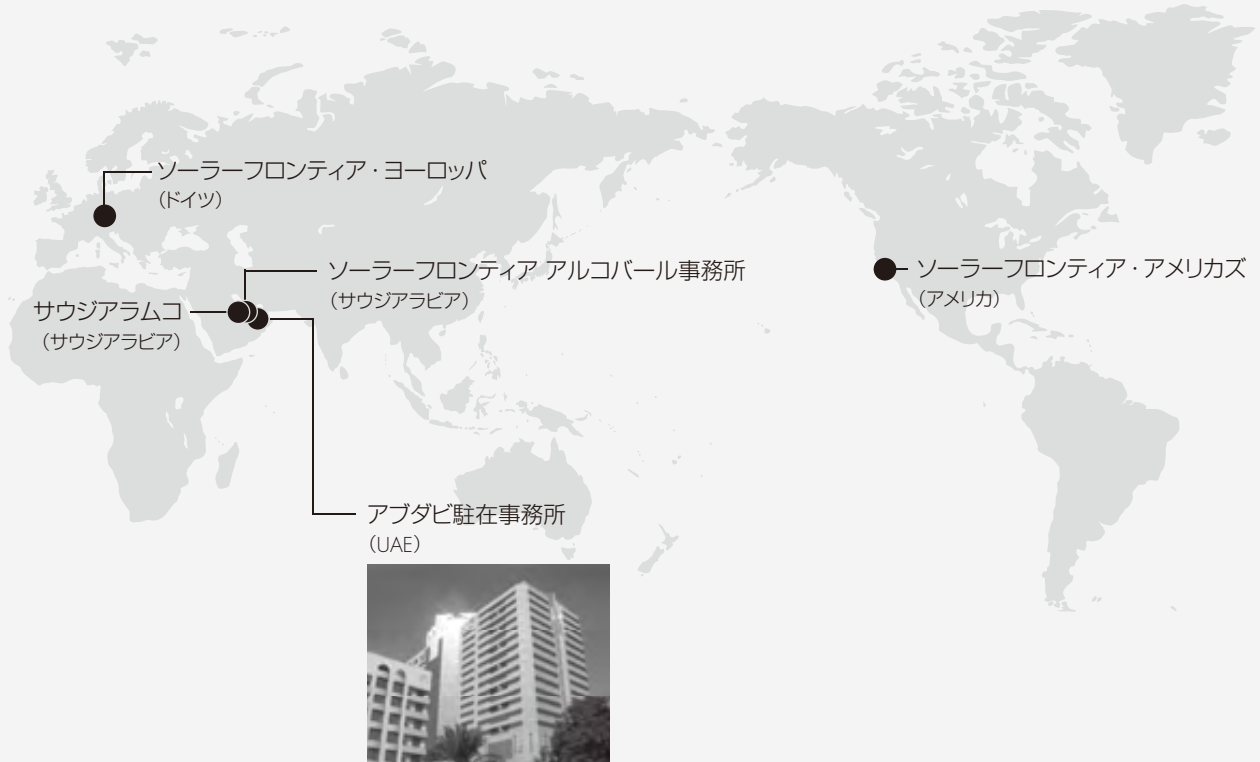 ソーラーフロンティア・ヨーロッパ
（ドイツ）
ソーラーフロンティア アルコバール事務所
（サウジアラビア）
サウジアラムコ
（サウジアラビア）
ソーラーフロンティア・アメリカズ
（アメリカ）
アブダビ駐在事務所
（UAE）